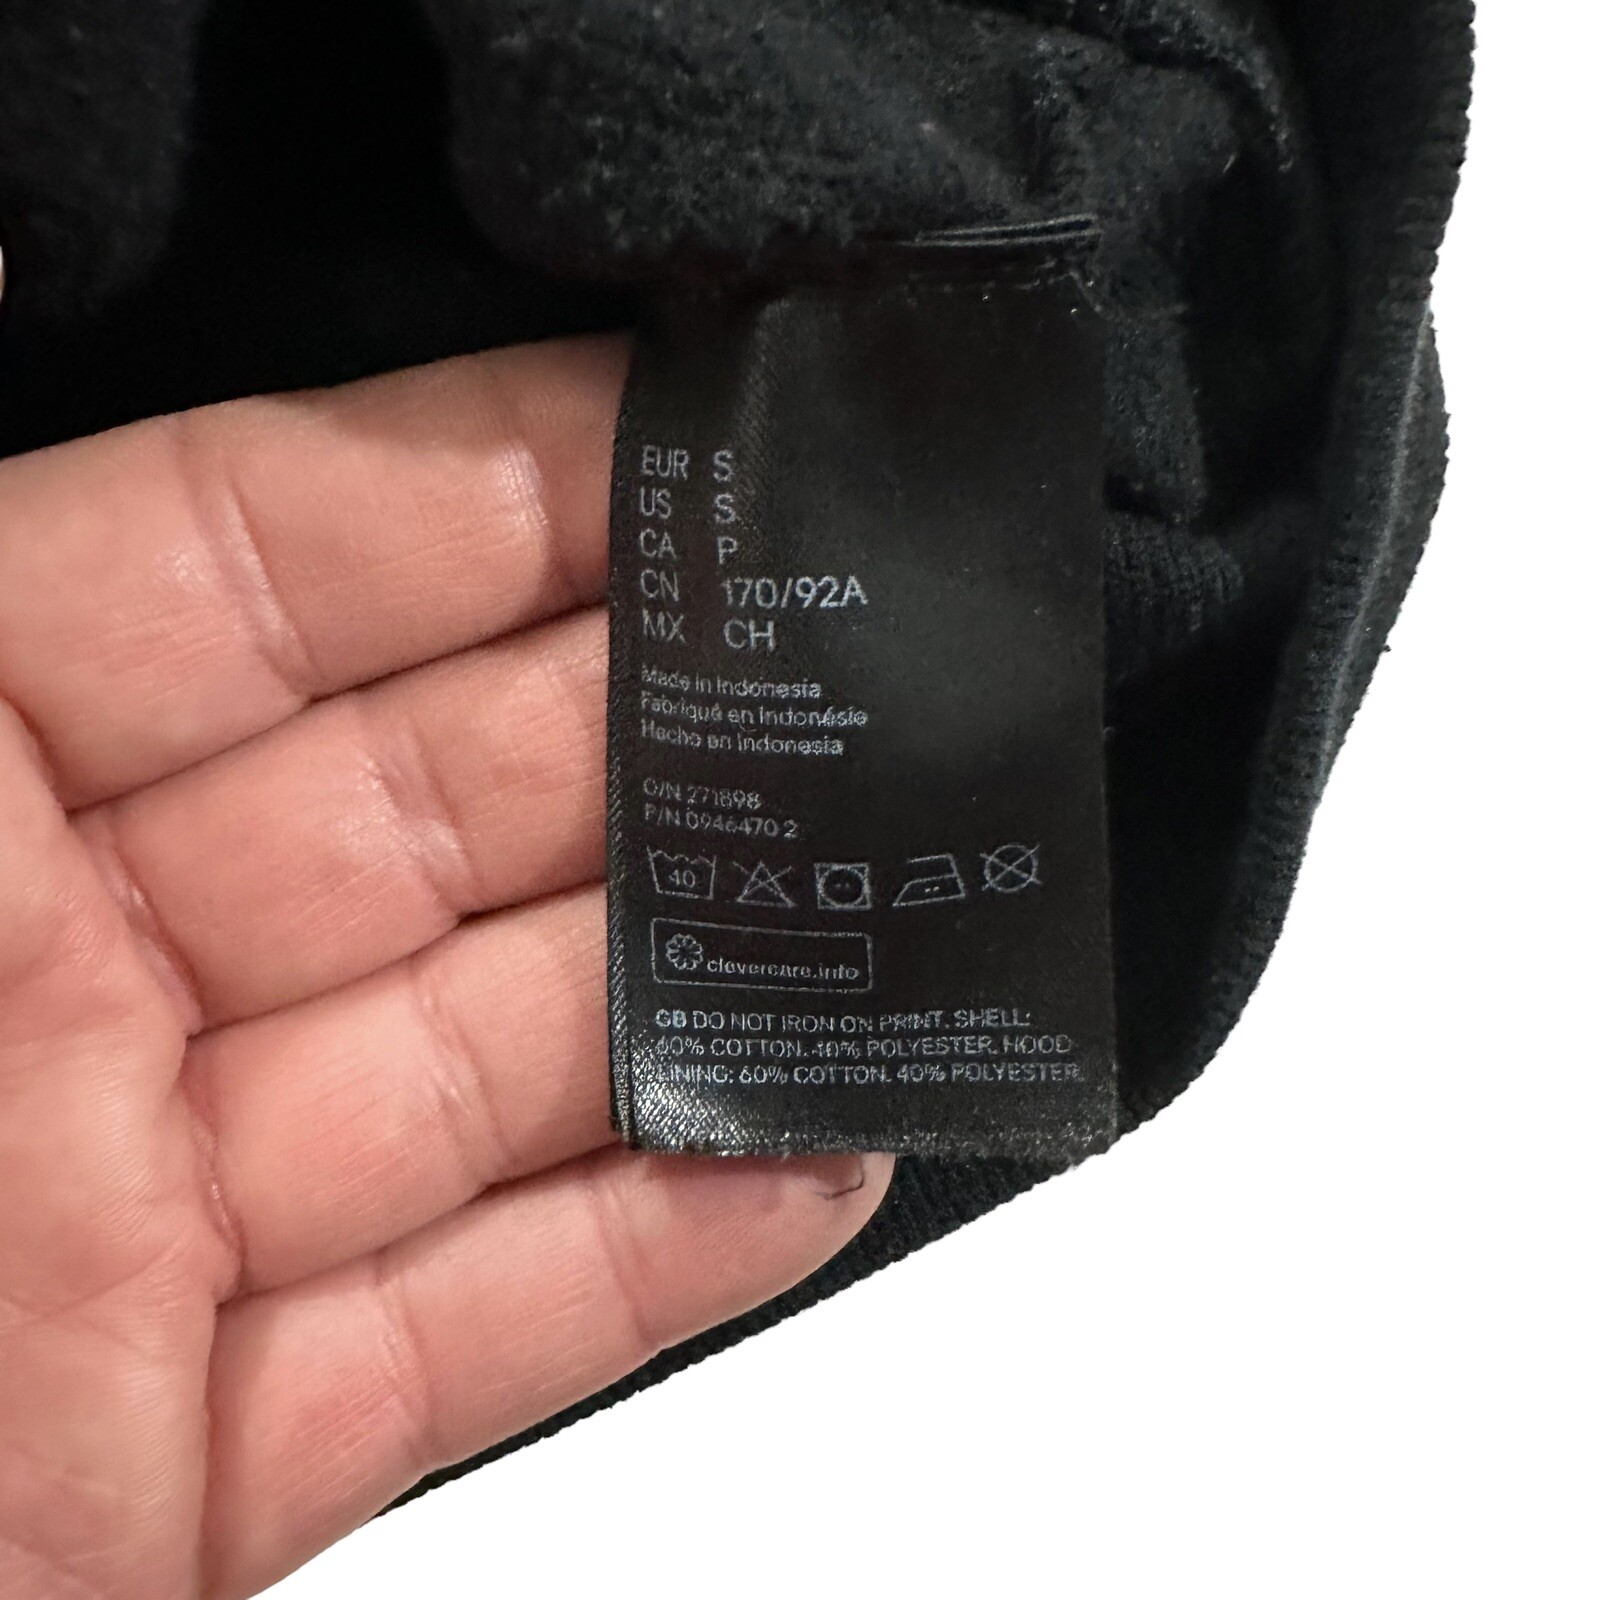 EUR S
US S
CA P
CN 170/92A
MX CH
Made in Indonesia
Fabriqué en Indonésie
Hecho en Indonesia
O/N 271898
P/N 0946470 2
40
clevercare.info
GB DO NOT IRON ON PRINT. SHELL:
60% COTTON. 40% POLYESTER. HOOD
LINING: 60% COTTON. 40% POLYESTER.